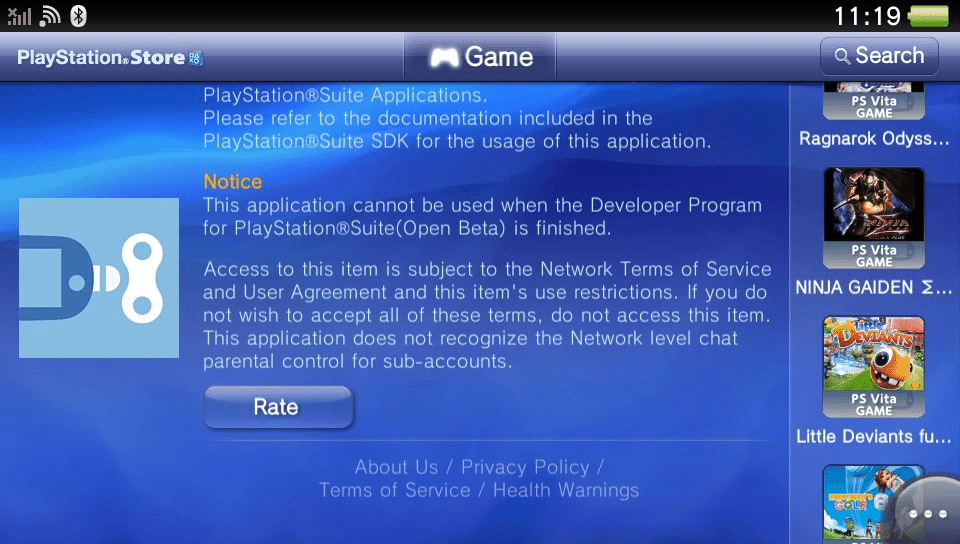 11:19
PlayStation®Store
Game
Search
PlayStation®Suite Applications.
Please refer to the documentation included in the
PlayStation®Suite SDK for the usage of this application.
Notice
This application cannot be used when the Developer Program
for PlayStation®Suite(Open Beta) is finished.
Access to this item is subject to the Network Terms of Service
and User Agreement and this item's use restrictions. If you do
not wish to accept all of these terms, do not access this item.
This application does not recognize the Network level chat
parental control for sub-accounts.
Rate
About Us / Privacy Policy /
Terms of Service / Health Warnings
PS Vita
GAME
Ragnarok Odyss...
NINJA
SIGMA PLUS
PS Vita
GAME
NINJA GAIDEN Σ...
Little
DEVIANTS
PS Vita
GAME
Little Deviants fu...
GOLF